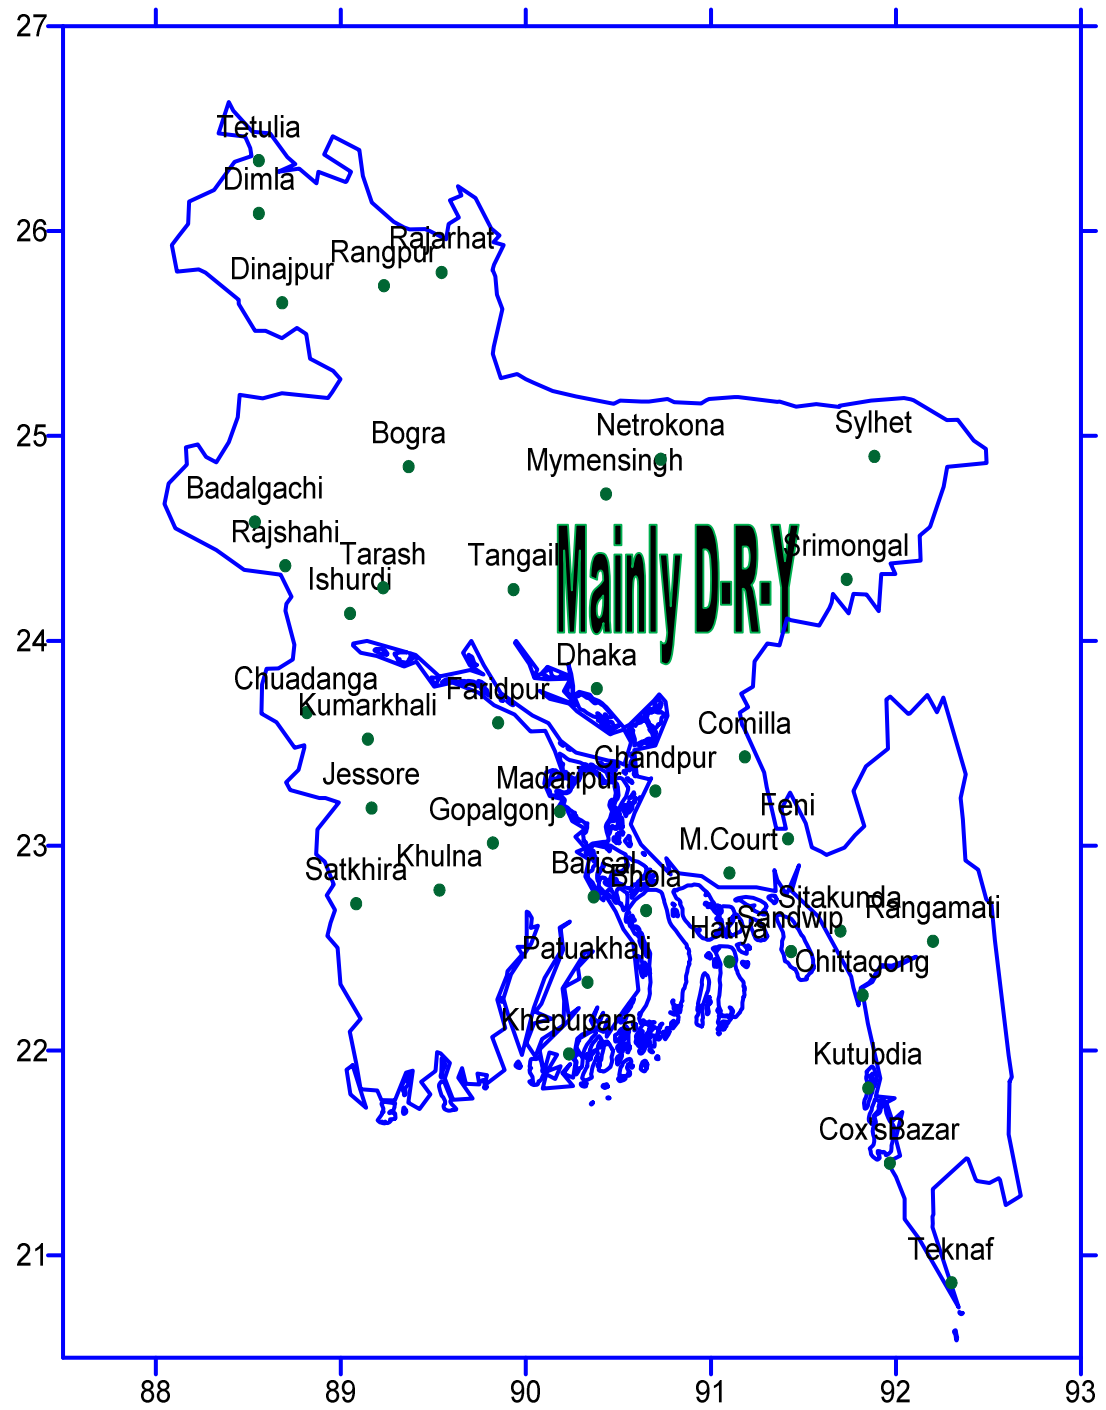 27
Tetulia
Dimla
26
Rajarhat
Rangpur
Dinajpur
25
Sylhet
Netrokona
Bogra
Mymensingh
Badalgachi
Rajshahi
Mainly D-R-Y
Srimongal
Tarash
Tangail
Ishurdi
24
Dhaka
Chuadanga
Faridpur
Kumarkhali
Comilla
Chandpur
Jessore
Madaripur
Gopalgonj
Feni
23
M.Court
Khulna
Barisal
Satkhira
Bhola
Sitakunda
Rangamati
Sandwip
Hatiya
Patuakhali
Chittagong
Khepupara
22
Kutubdia
Cox'sBazar
21
Teknaf
88 89 90 91 92 93